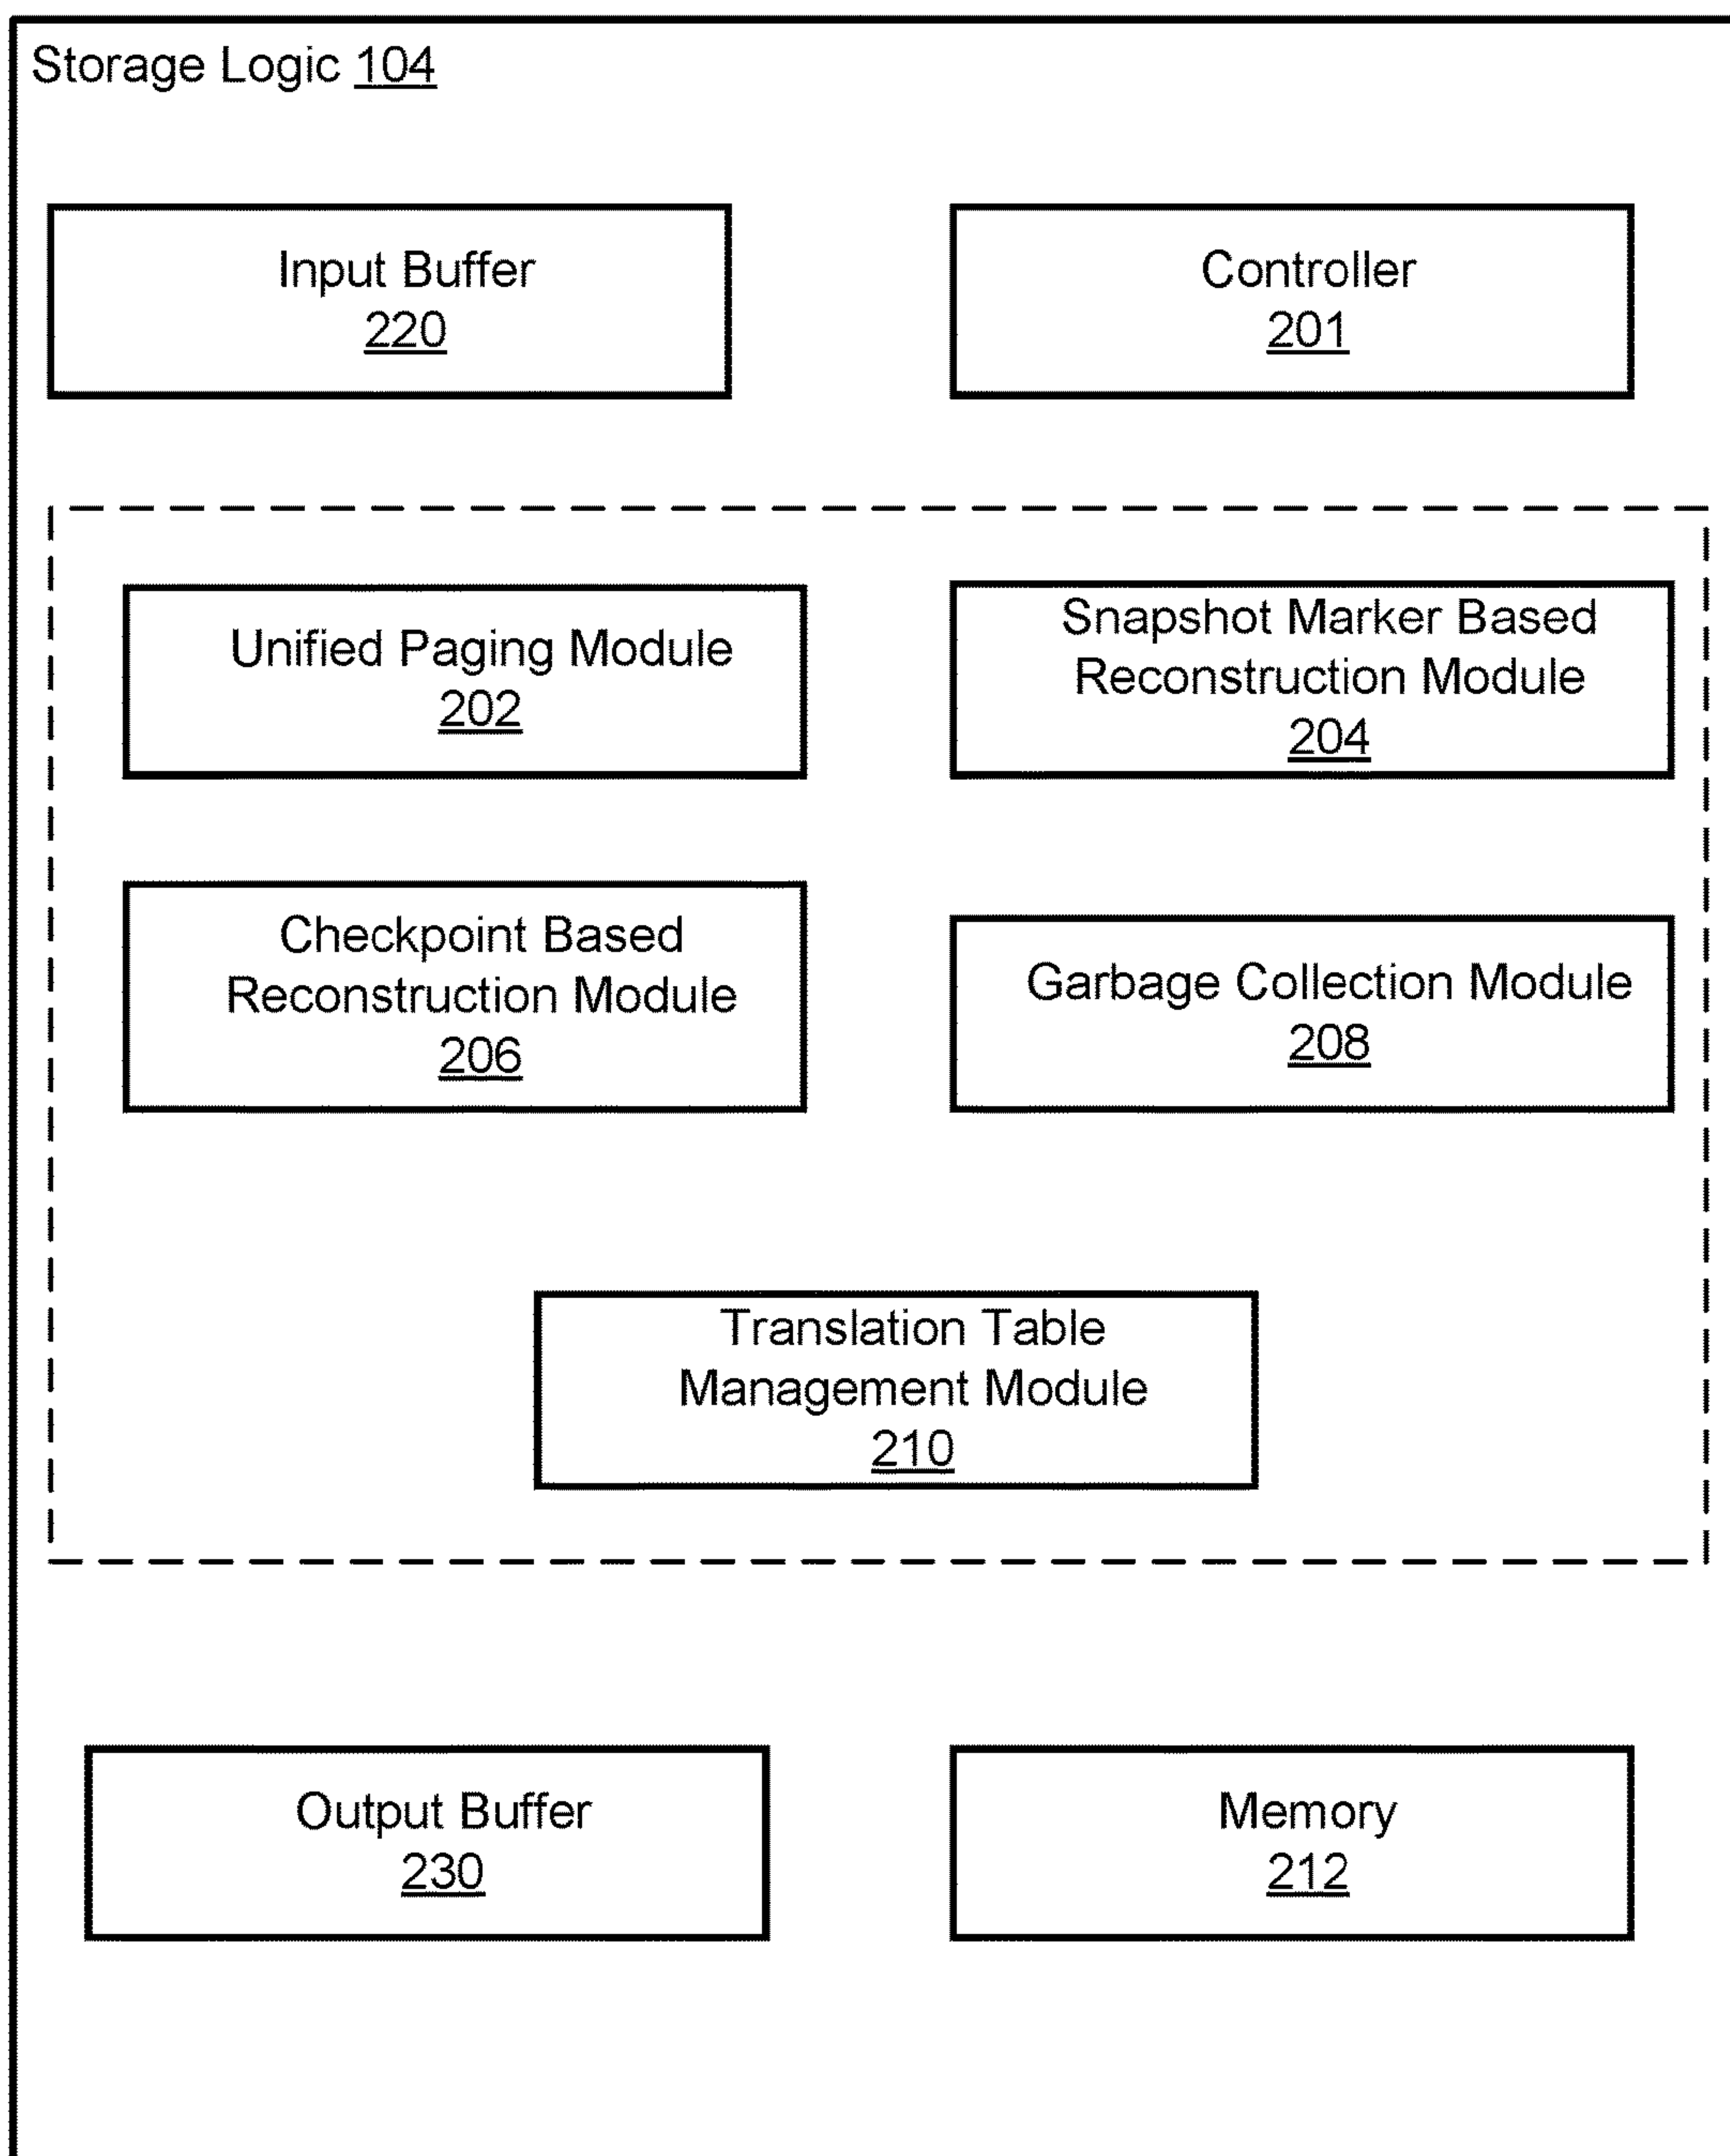 Storage Logic 104
Input Buffer
220
Controller
201
Unified Paging Module
202
Snapshot Marker Based
Reconstruction Module
204
Checkpoint Based
Reconstruction Module
206
Garbage Collection Module
208
Translation Table
Management Module
210
Output Buffer
230
Memory
212